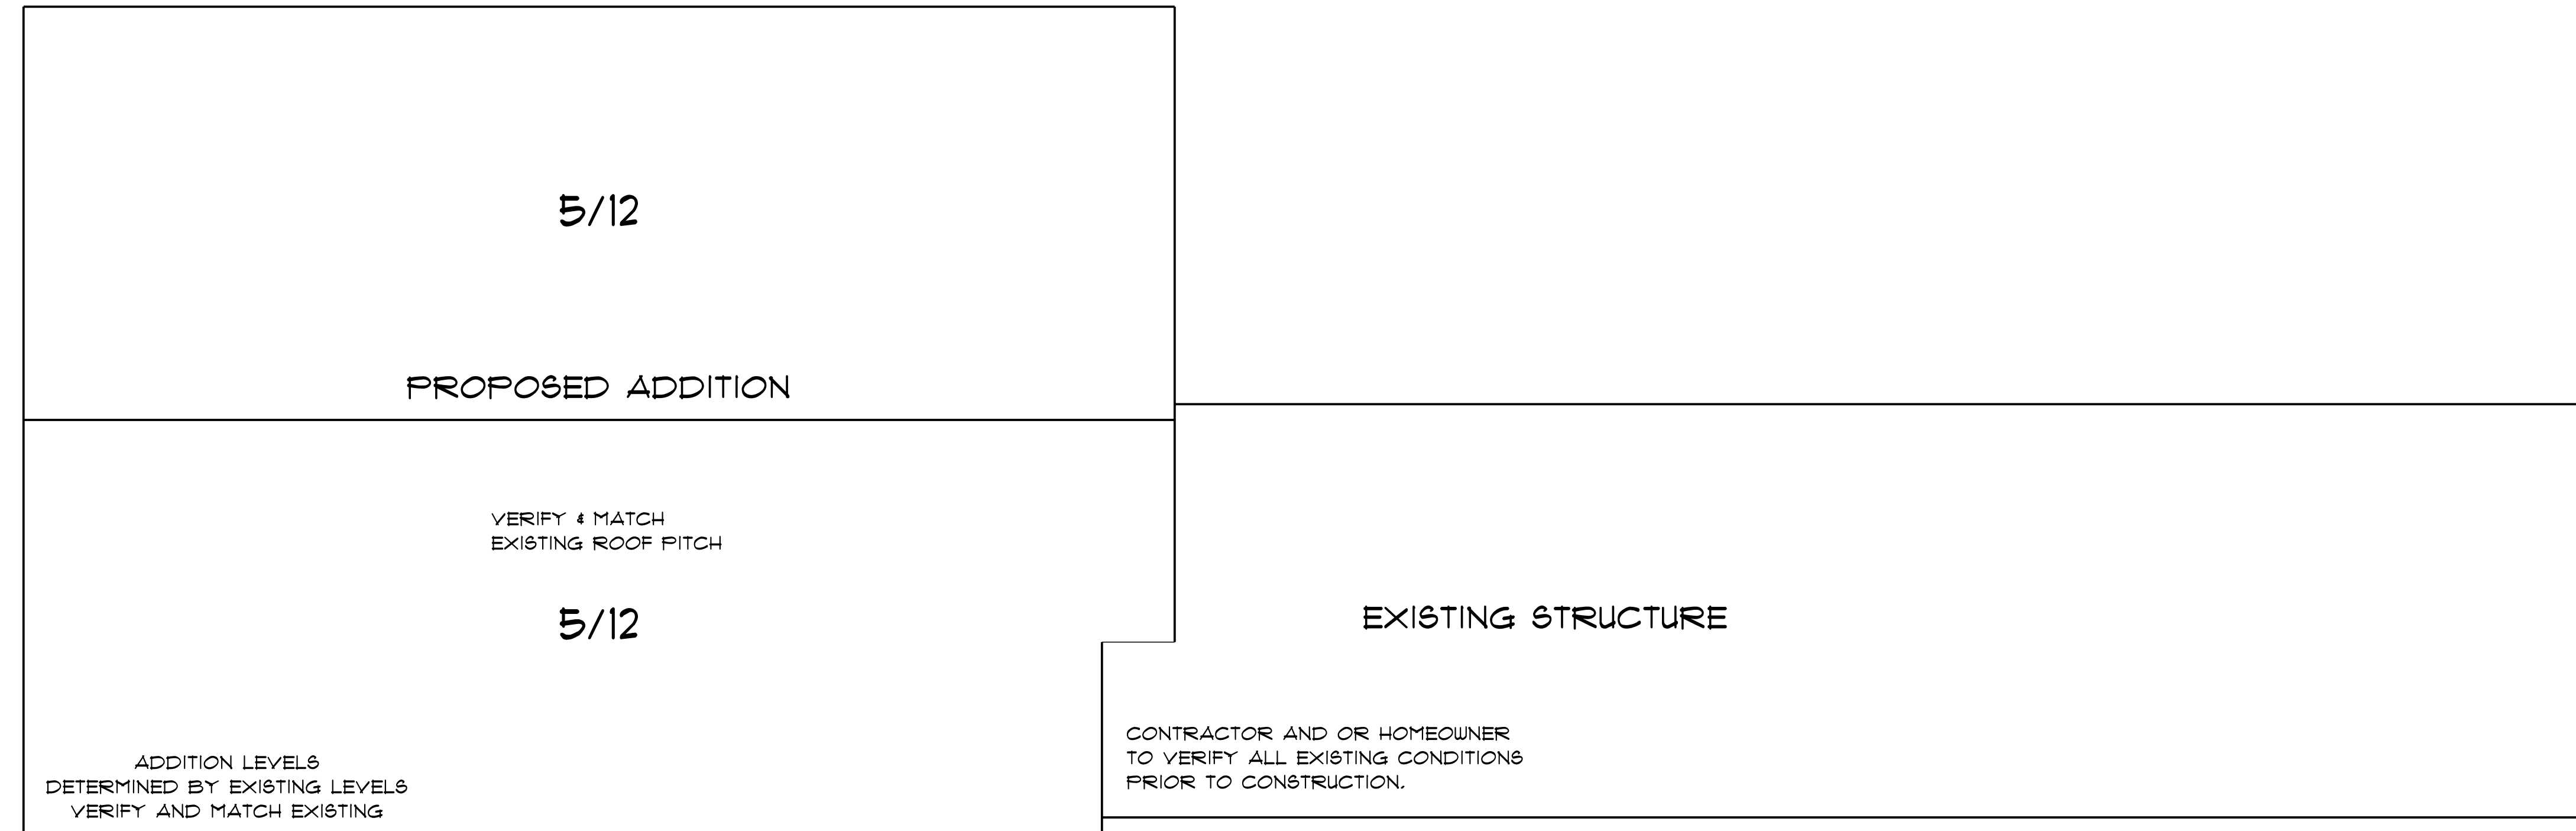 5/12
PROPOSED ADDITION
VERIFY & MATCH
EXISTING ROOF PITCH
5/12
EXISTING STRUCTURE
CONTRACTOR AND OR HOMEOWNER
TO VERIFY ALL EXISTING CONDITIONS
PRIOR TO CONSTRUCTION.
ADDITION LEVELS
DETERMINED BY EXISTING LEVELS
VERIFY AND MATCH EXISTING